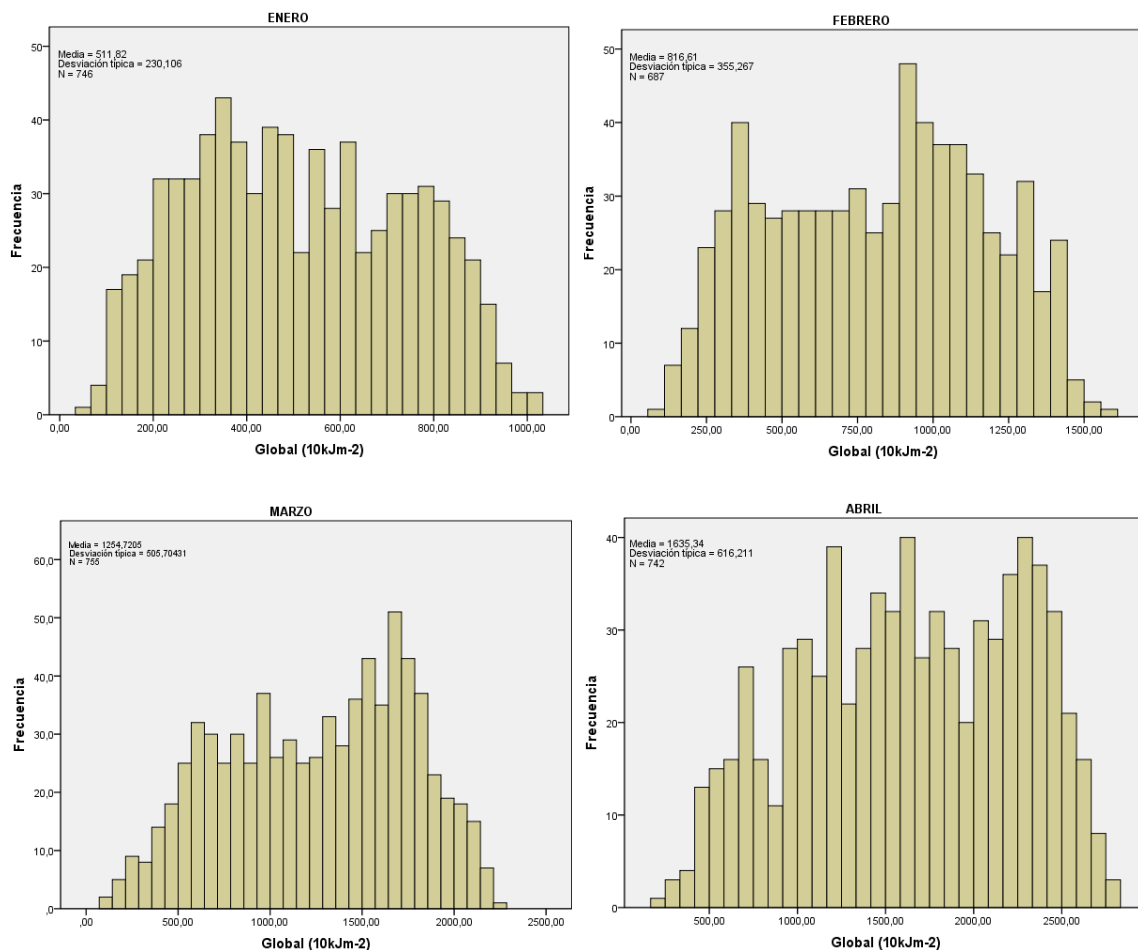 ENERO
Media = 511,82
Desviación típica = 230,106
N = 746
50
40
30
20
10
0
Frecuencia
0,00 200,00 400,00 600,00 800,00 1000,00
Global (10kJm-2)
FEBRERO
Media = 816,61
Desviación típica = 355,267
N = 687
50
40
30
20
10
0
Frecuencia
0,00 250,00 500,00 750,00 1000,00 1250,00 1500,00
Global (10kJm-2)
MARZO
Media = 1254,7205
Desviación típica = 505,70431
N = 755
60,0
50,0
40,0
30,0
20,0
10,0
,0
Frecuencia
,00 500,00 1000,00 1500,00 2000,00 2500,00
Global (10kJm-2)
ABRIL
Media = 1635,34
Desviación típica = 616,211
N = 742
40
30
20
10
0
Frecuencia
500,00 1000,00 1500,00 2000,00 2500,00
Global (10kJm-2)